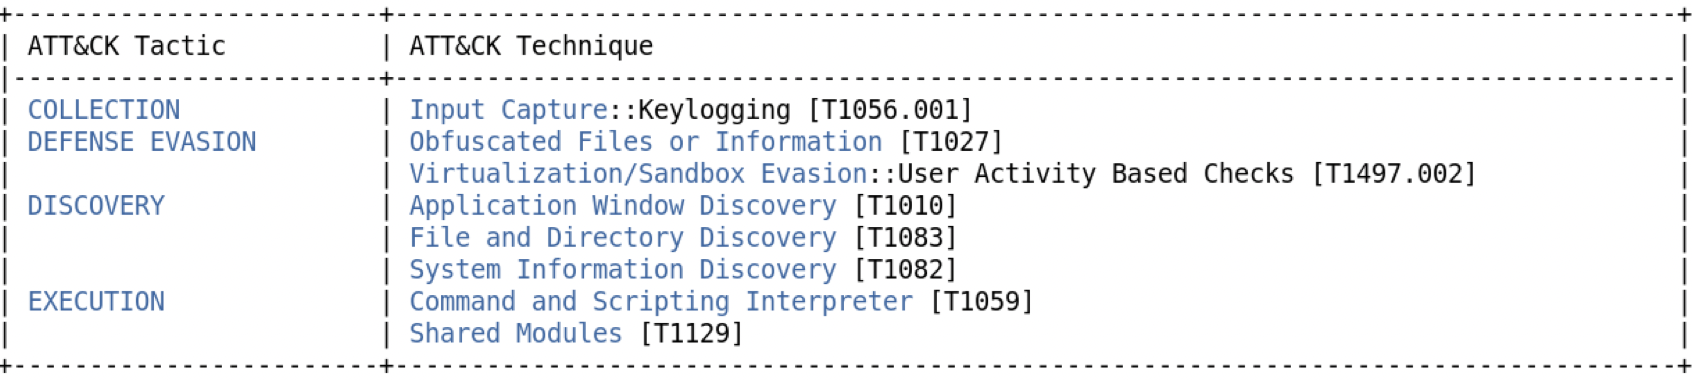 +------------------------+------------------------------------------------------------------------------------+
| ATT&CK Tactic          | ATT&CK Technique                                                                   |
|------------------------+------------------------------------------------------------------------------------|
| COLLECTION             | Input Capture::Keylogging [T1056.001]                                              |
| DEFENSE EVASION        | Obfuscated Files or Information [T1027]                                            |
|                        | Virtualization/Sandbox Evasion::User Activity Based Checks [T1497.002]             |
| DISCOVERY              | Application Window Discovery [T1010]                                               |
|                        | File and Directory Discovery [T1083]                                               |
|                        | System Information Discovery [T1082]                                               |
| EXECUTION              | Command and Scripting Interpreter [T1059]                                          |
|                        | Shared Modules [T1129]                                                             |
+------------------------+------------------------------------------------------------------------------------+